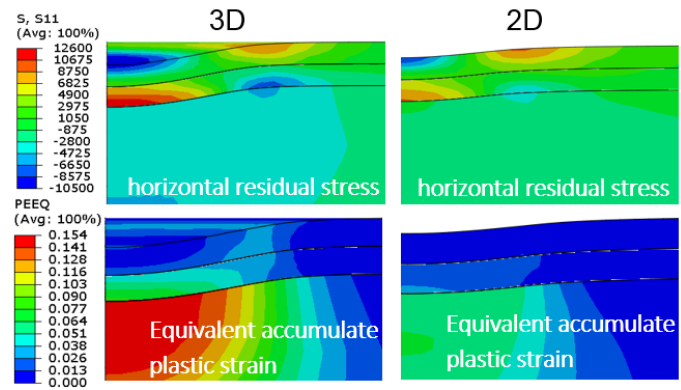 3D
2D
S, S11
(Avg: 100%)
12600
10675
8750
6825
4900
2975
1050
-875
-2800
-4725
-6650
-8575
-10500
horizontal residual stress
horizontal residual stress
PEEQ
(Avg: 100%)
0.154
0.141
0.128
0.116
0.103
0.090
0.077
0.064
0.051
0.038
0.026
0.013
0.000
Equivalent accumulate
plastic strain
Equivalent accumulate
plastic strain